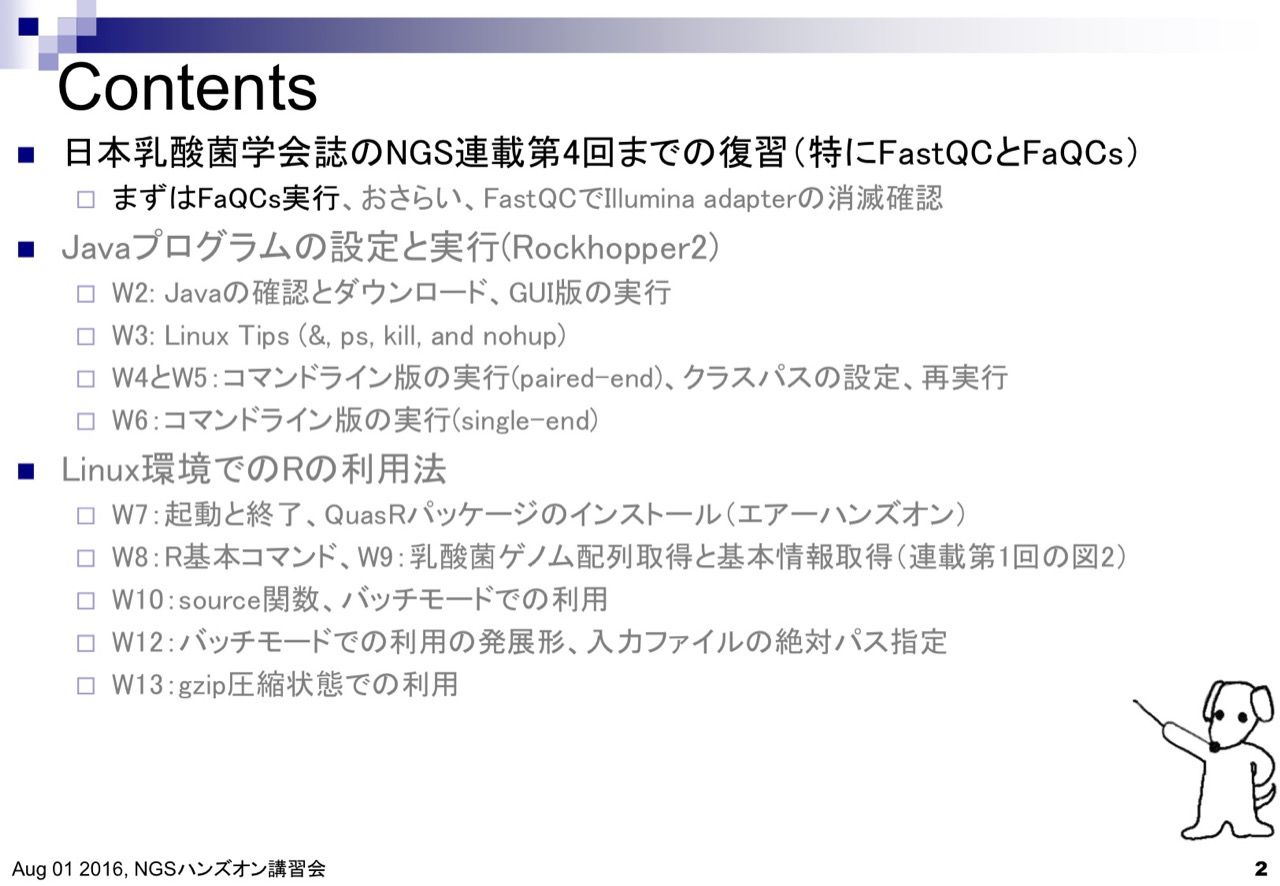 Contents
日本乳酸菌学会誌のNGS連載第4回までの復習(特にFastQCとFaQCs)
まずはFaQCs実行、おさらい、FastQCでIllumina adapterの消滅確認
Javaプログラムの設定と実行(Rockhopper2)
W2: Javaの確認とダウンロード、GUI版の実行
W3: Linux Tips (&, ps, kill, and nohup)
W4とW5:コマンドライン版の実行(paired-end)、クラスパスの設定、再実行
W6:コマンドライン版の実行(single-end)
Linux環境でのRの利用法
W7:起動と終了、QuasRパッケージのインストール(エアーハンズオン)
W8:R基本コマンド、W9:乳酸菌ゲノム配列取得と基本情報取得(連載第1回の図2)
W10:source関数、バッチモードでの利用
W12:バッチモードでの利用の発展形、入力ファイルの絶対パス指定
W13:gzip圧縮状態での利用
Aug 01 2016, NGSハンズオン講習会
2